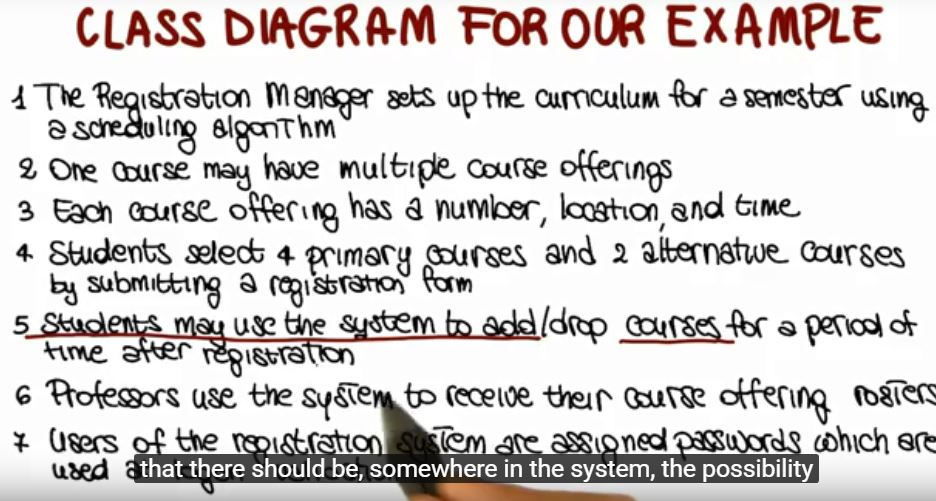 CLASS DIAGRAM FOR OUR EXAMPLE
1 The Registration Manager sets up the curriculum for a semester using
a scheduling algorithm
2 One course may have multiple course offerings
3 Each course offering has a number, location, and time
4 Students select 4 primary courses and 2 alternative courses
by submitting a registration form
5 Students may use the system to add/drop courses for a period of
time after registration
6 Professors use the system to receive their course offering rosters
7 Users of the registration system are assigned passwords which are
used
that there should be, somewhere in the system, the possibility